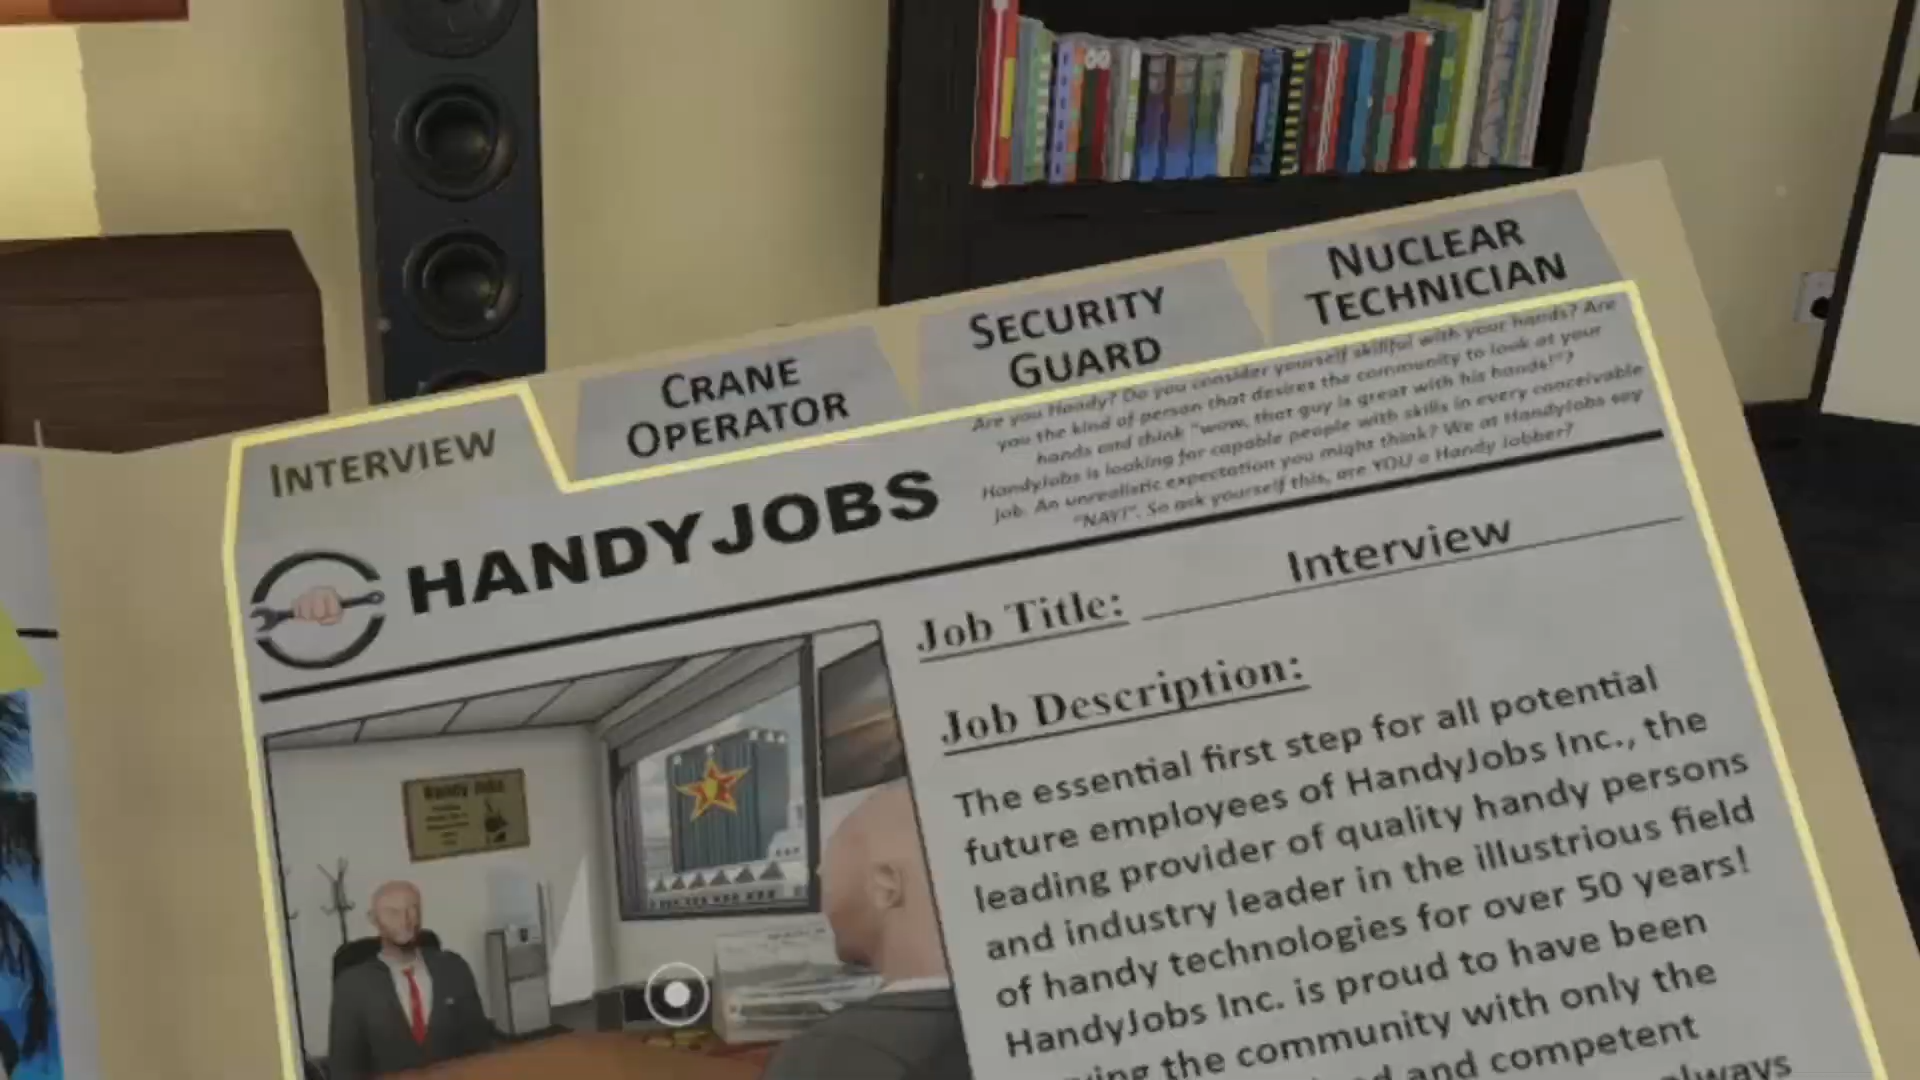 INTERVIEW
CRANE
OPERATOR
SECURITY
GUARD
NUCLEAR
TECHNICIAN
HANDYJOBS
Are you Handy? Do you consider yourself skillful with your hands? Are
you the kind of person that desires the community to look at your
hands and think "wow, that guy is great with his hands!"?
HandyJobs is looking for capable people with skills in every conceivable
job. An unrealistic expectation you might think? We at HandyJobs say
"NAY!". So ask yourself this, are YOU a Handy Jobber?
Job Title: Interview
Job Description:
The essential first step for all potential
future employees of HandyJobs Inc., the
leading provider of quality handy persons
and industry leader in the illustrious field
of handy technologies for over 50 years!
HandyJobs Inc. is proud to have been
the community with only the
and competent
always
Handy Jobs